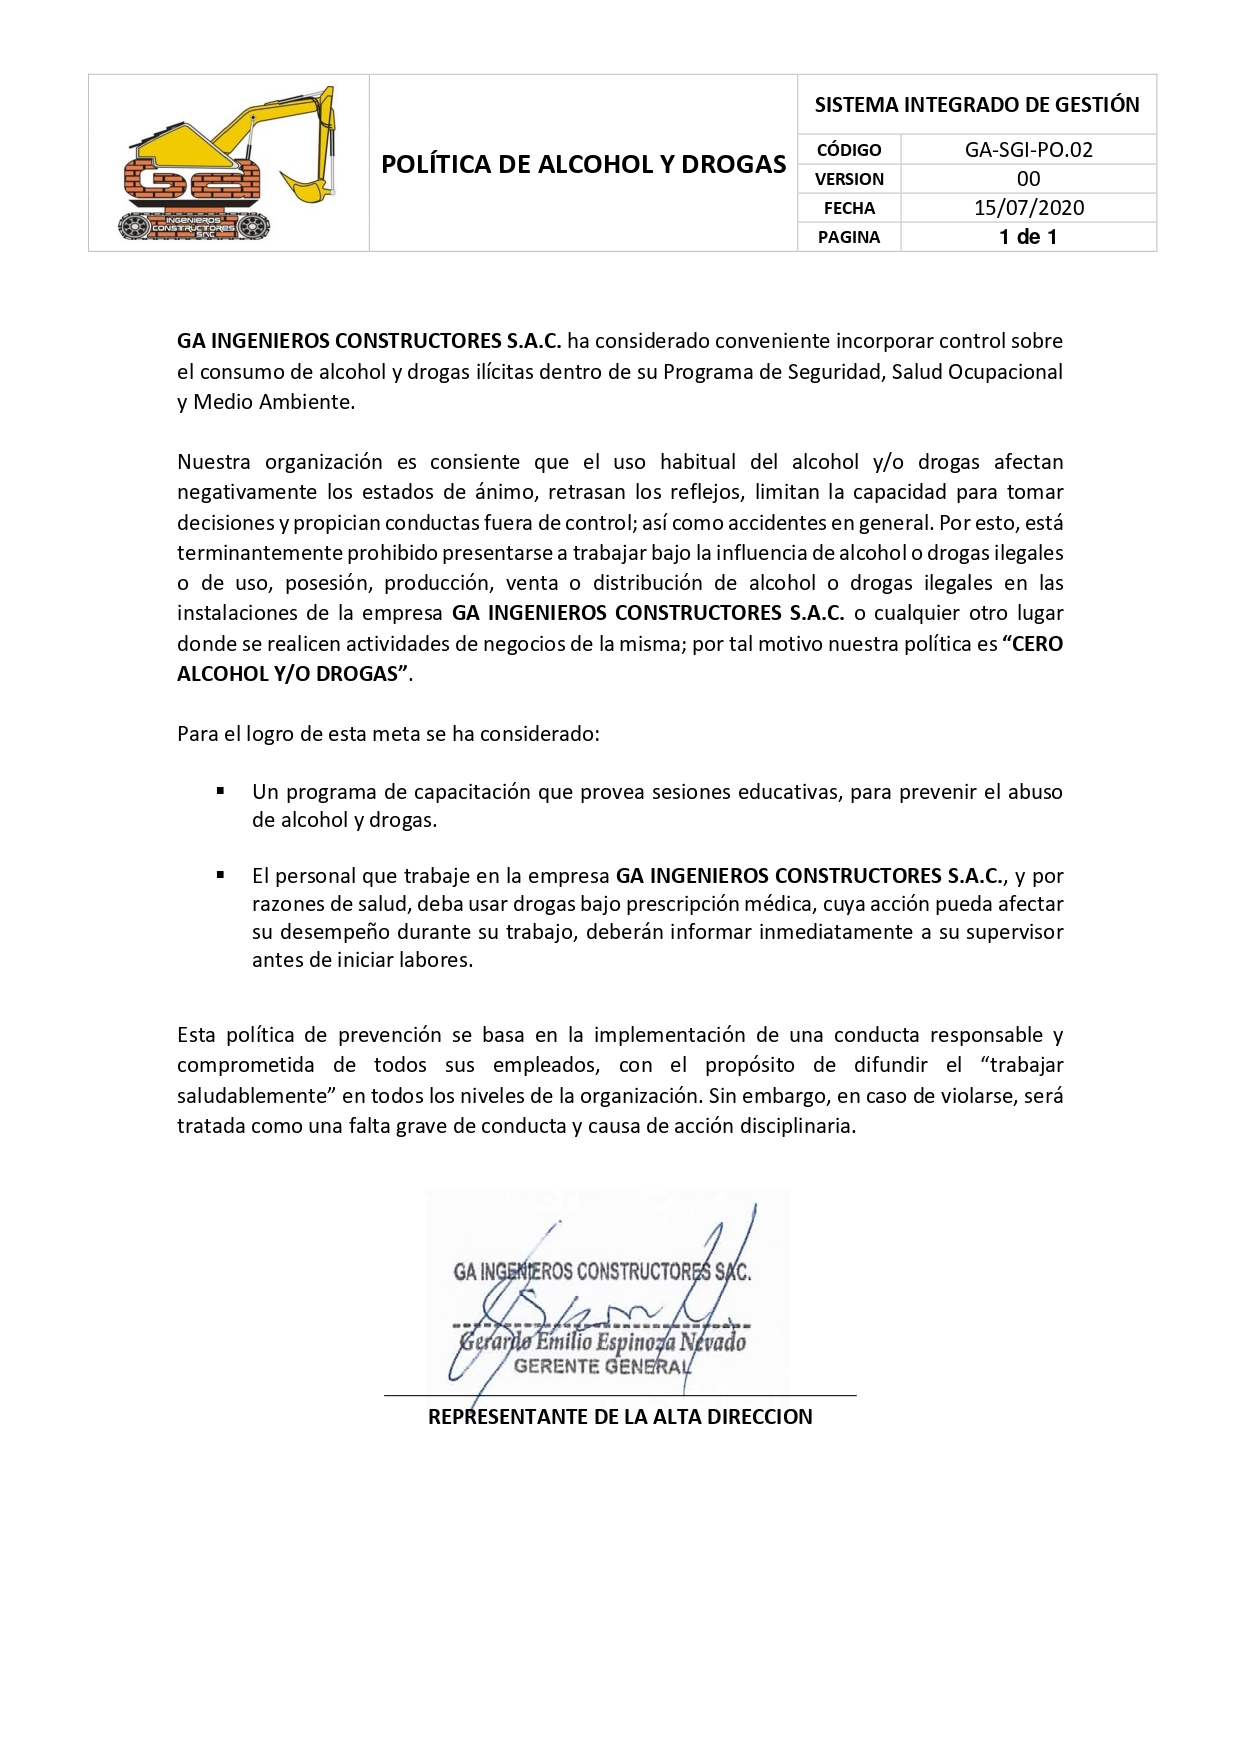 Ga
INGENIEROS
CONSTRUCTORES
SAC
POLÍTICA DE ALCOHOL Y DROGAS
SISTEMA INTEGRADO DE GESTIÓN
CÓDIGO GA-SGI-PO.02
VERSION 00
FECHA 15/07/2020
PAGINA 1 de 1
GA INGENIEROS CONSTRUCTORES S.A.C. ha considerado conveniente incorporar control sobre
el consumo de alcohol y drogas ilícitas dentro de su Programa de Seguridad, Salud Ocupacional
y Medio Ambiente.
Nuestra organización es consiente que el uso habitual del alcohol y/o drogas afectan
negativamente los estados de ánimo, retrasan los reflejos, limitan la capacidad para tomar
decisiones y propician conductas fuera de control; así como accidentes en general. Por esto, está
terminantemente prohibido presentarse a trabajar bajo la influencia de alcohol o drogas ilegales
o de uso, posesión, producción, venta o distribución de alcohol o drogas ilegales en las
instalaciones de la empresa GA INGENIEROS CONSTRUCTORES S.A.C. o cualquier otro lugar
donde se realicen actividades de negocios de la misma; por tal motivo nuestra política es “CERO
ALCOHOL Y/O DROGAS”.
Para el logro de esta meta se ha considerado:
▪ Un programa de capacitación que provea sesiones educativas, para prevenir el abuso
de alcohol y drogas.
▪ El personal que trabaje en la empresa GA INGENIEROS CONSTRUCTORES S.A.C., y por
razones de salud, deba usar drogas bajo prescripción médica, cuya acción pueda afectar
su desempeño durante su trabajo, deberán informar inmediatamente a su supervisor
antes de iniciar labores.
Esta política de prevención se basa en la implementación de una conducta responsable y
comprometida de todos sus empleados, con el propósito de difundir el “trabajar
saludablemente” en todos los niveles de la organización. Sin embargo, en caso de violarse, será
tratada como una falta grave de conducta y causa de acción disciplinaria.
GA INGENIEROS CONSTRUCTORES SAC.
Gerardo Emilio Espinoza Nevado
GERENTE GENERAL
REPRESENTANTE DE LA ALTA DIRECCION